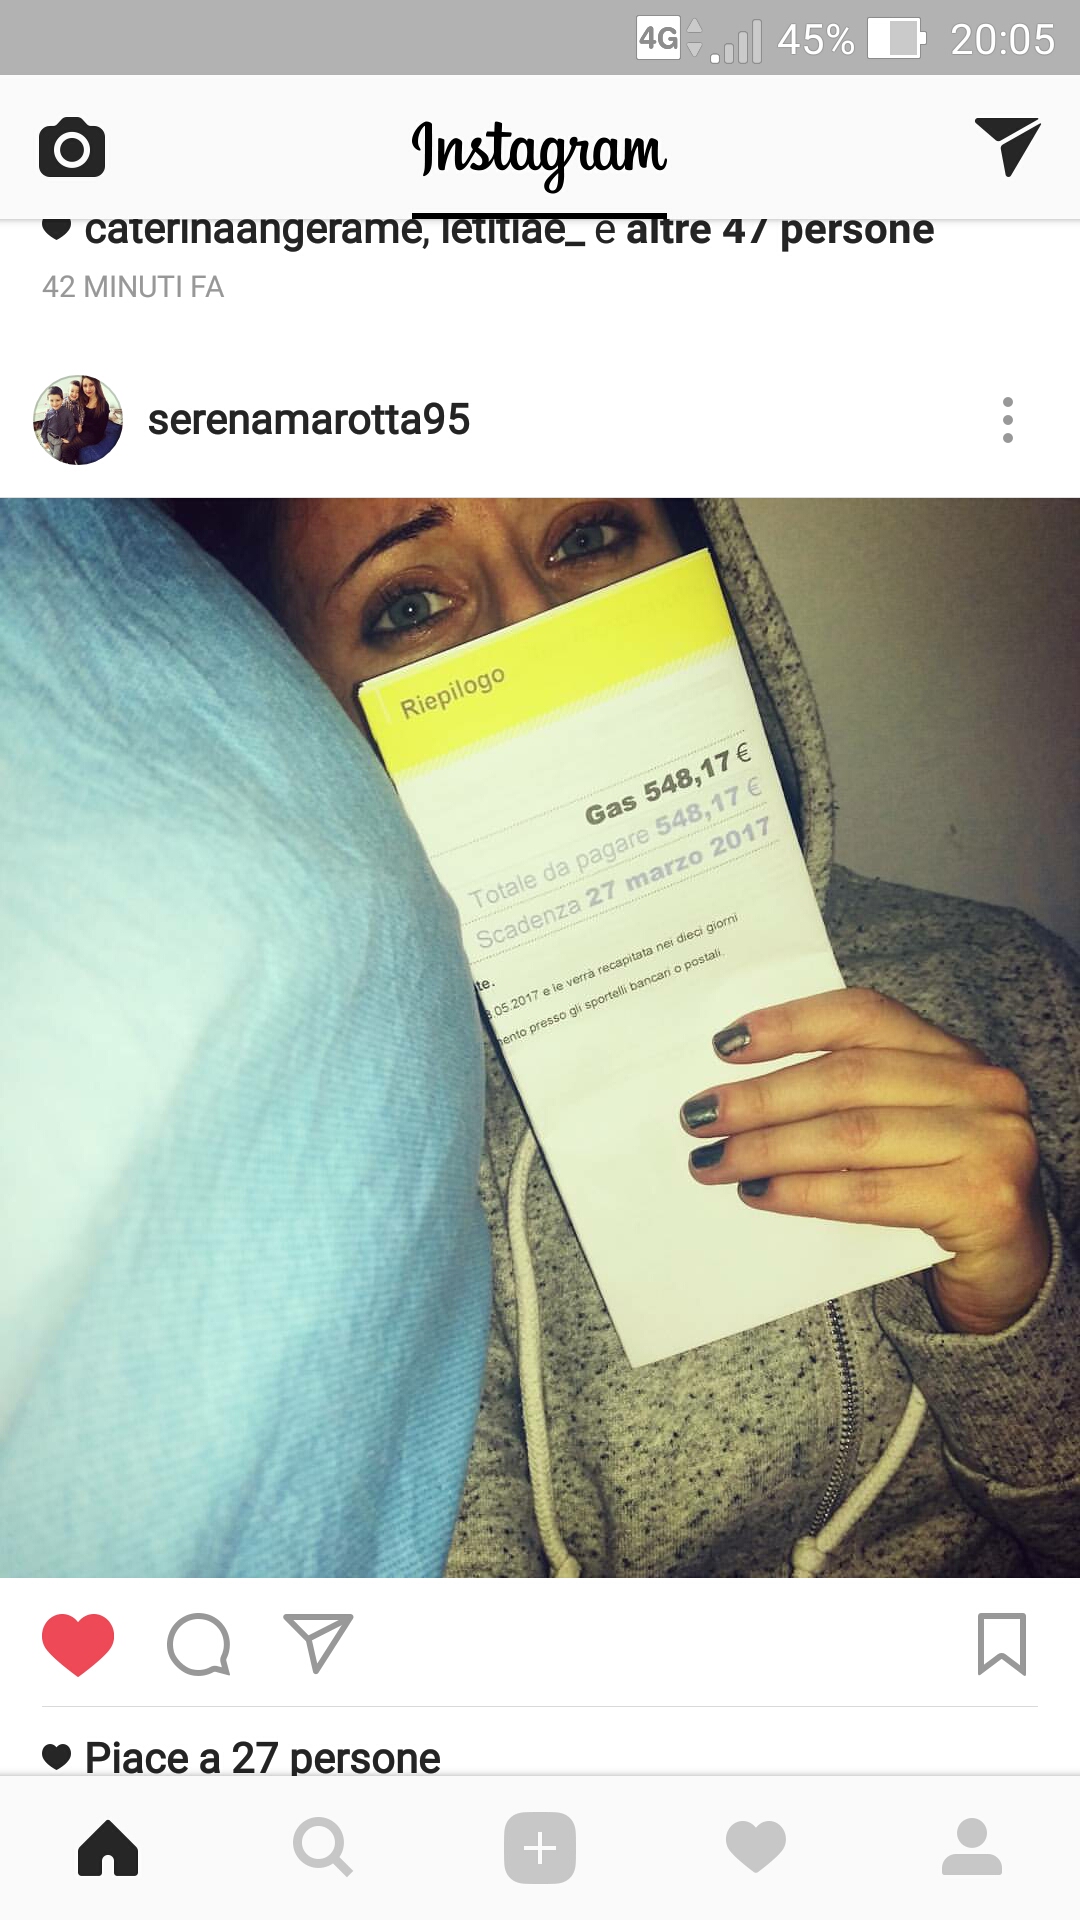 4G 45% 20:05
Instagram
caterinaangerame, letitiae_ e altre 47 persone
42 MINUTI FA
serenamarotta95
Riepilogo
Gas 548,17 €
Totale da pagare 548,17 €
Scadenza 27 marzo 2017
te.
.05.2017 e le verrà recapitata nei dieci giorni
ento presso gli sportelli bancari o postali.
Piace a 27 persone